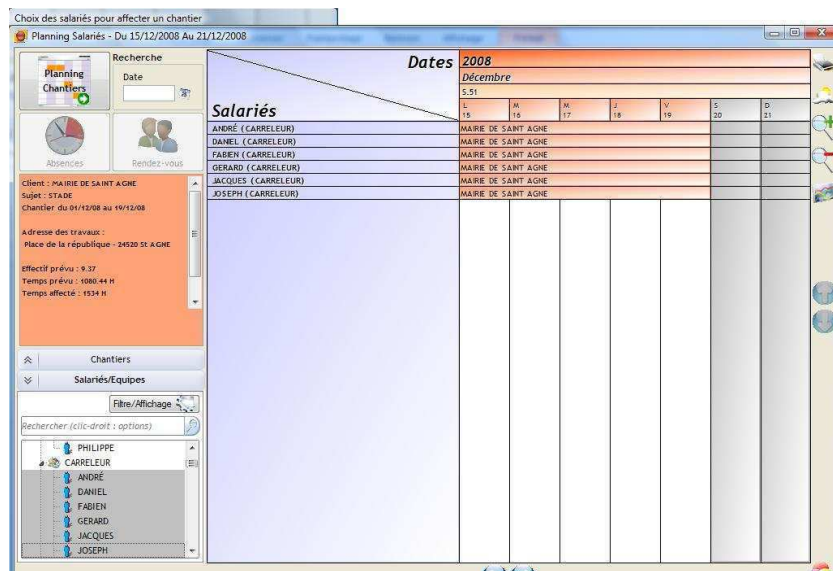 Choix des salariés pour affecter un chantier
Planning Salariés - Du 15/12/2008 Au 21/12/2008
Planning
Chantiers
Recherche
Date
Absences
Rendez-vous
Client : MAIRIE DE SAINT AGNE
Sujet : STADE
Chantier du 01/12/08 au 19/12/08
Adresse des travaux :
Place de la république - 24520 St AGNE
Effectif prévu : 9.37
Temps prévu : 1080.44 H
Temps affecté : 1534 H
Chantiers
Salariés/Equipes
Filtre/Affichage
Rechercher (clic-droit : options)
PHILIPPE
CARRELEUR
ANDRÉ
DANIEL
FABIEN
GERARD
JACQUES
JOSEPH
Dates
Salariés
2008
Décembre
S.51
L M M J V S D
15 16 17 18 19 20 21
ANDRÉ (CARRELEUR) MAIRIE DE SAINT AGNE
DANIEL (CARRELEUR) MAIRIE DE SAINT AGNE
FABIEN (CARRELEUR) MAIRIE DE SAINT AGNE
GERARD (CARRELEUR) MAIRIE DE SAINT AGNE
JACQUES (CARRELEUR) MAIRIE DE SAINT AGNE
JOSEPH (CARRELEUR) MAIRIE DE SAINT AGNE